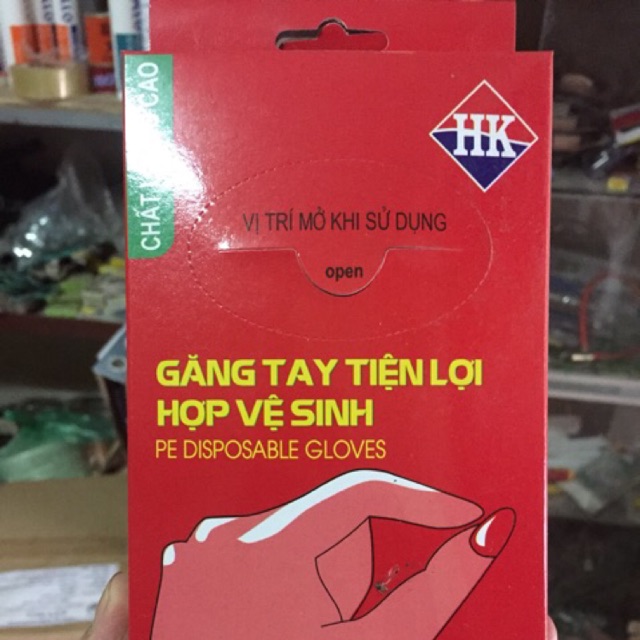 CHẤT CAO
HK
VỊ TRÍ MỞ KHI SỬ DỤNG
open
GĂNG TAY TIỆN LỢI
HỢP VỆ SINH
PE DISPOSABLE GLOVES